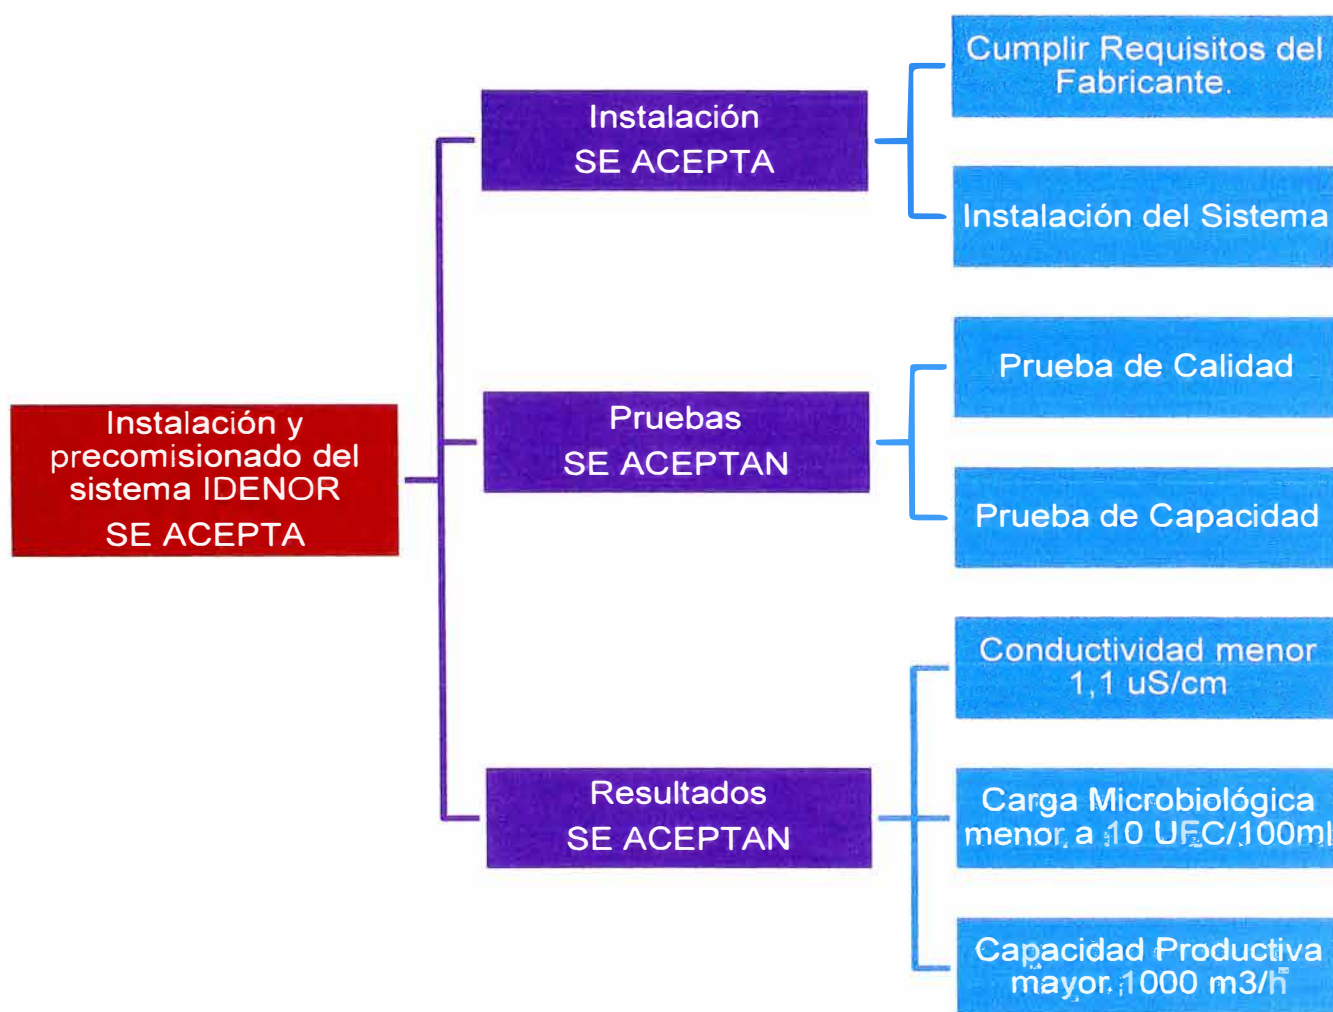 Cumplir Requisitos del
Fabricante.
Instalación
SE ACEPTA
Instalación del Sistema
Prueba de Calidad
Pruebas
SE ACEPTAN
Prueba de Capacidad
Instalación y
precomisionado del
sistema IDENOR
SE ACEPTA
Conductividad menor
1,1 uS/cm
Resultados
SE ACEPTAN
Carga Microbiológica
menor a 10 UFC/100ml
Capacidad Productiva
mayor 1000 m3/h